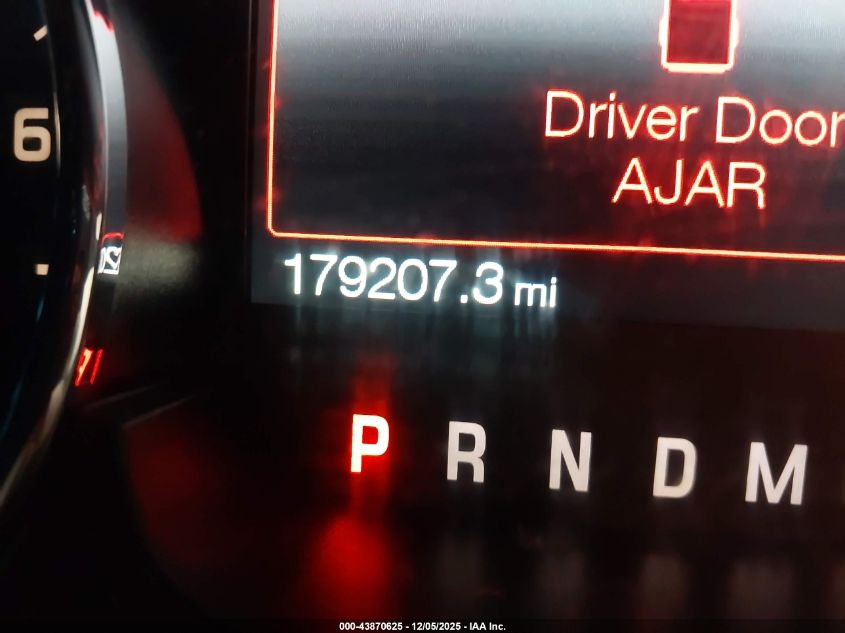 6
Driver Door
AJAR
179207.3 mi
P R N D M
000-43870625 - 12/05/2025 - IAA Inc.